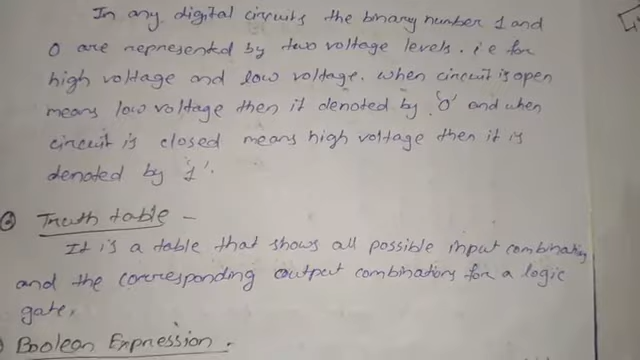 In any digital circuits the binary number 1 and
0 are represented by two voltage levels. i.e for
high voltage and low voltage. when circuit is open
means low voltage then it denoted by '0' and when
circuit is closed means high voltage then it is
denoted by '1'.
Truth table -
It is a table that shows all possible input combination
and the corresponding output combinations for a logic
gate,
Boolean Expression.